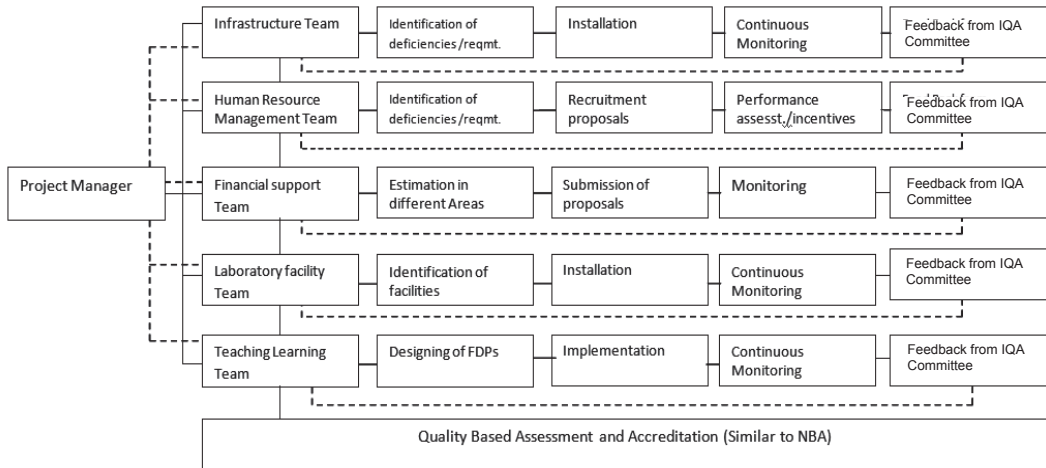 Infrastructure Team
Identification of
deficiencies/reqmt.
Installation
Continuous
Monitoring
Feedback from IQA
Committee
Human Resource
Management Team
Identification of
deficiencies/reqmt.
Recruitment
proposals
Performance
assesst./incentives
Feedback from IQA
Committee
Project Manager
Financial support
Team
Estimation in
different Areas
Submission of
proposals
Monitoring
Feedback from IQA
Committee
Laboratory facility
Team
Identification of
facilities
Installation
Continuous
Monitoring
Feedback from IQA
Committee
Teaching Learning
Team
Designing of FDPs
Implementation
Continuous
Monitoring
Feedback from IQA
Committee
Quality Based Assessment and Accreditation (Similar to NBA)